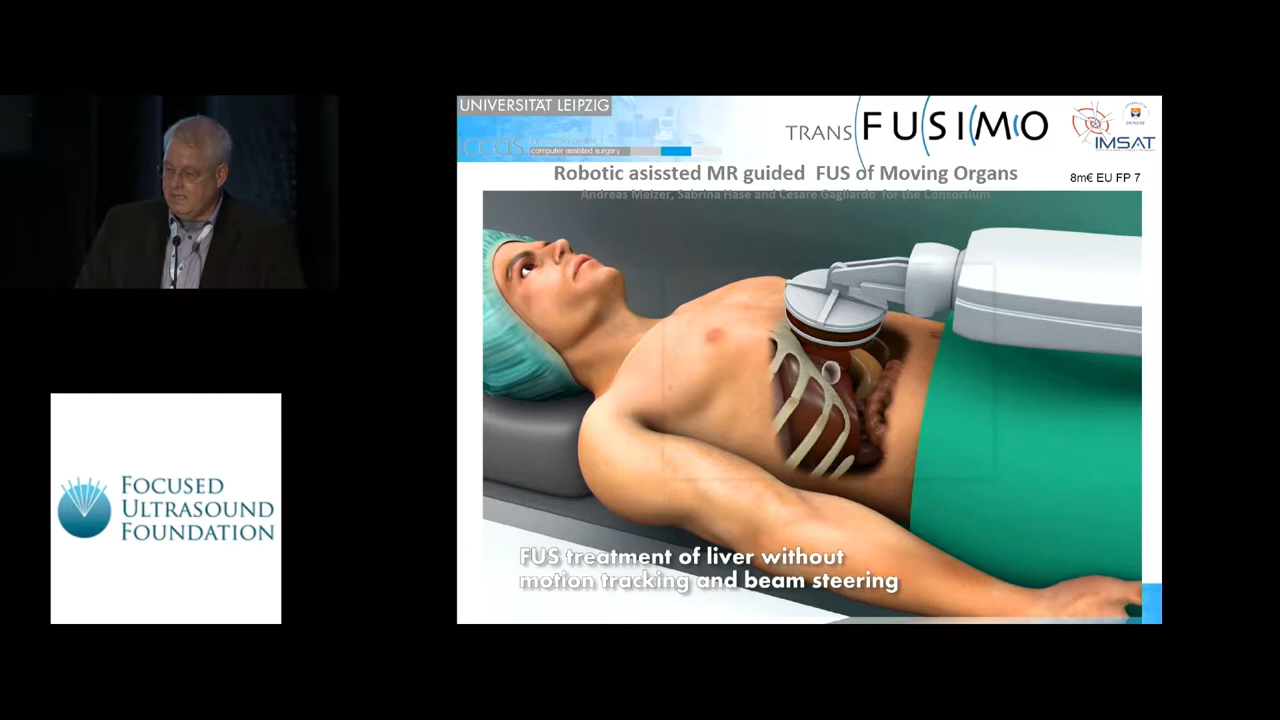 UNIVERSITÄT LEIPZIG
iccas
computer assisted surgery
TRANS FUSIMO
IMSAT
Robotic asissted MR guided FUS of Moving Organs
8m€ EU FP 7
Andreas Melzer, Sabrina Hase and Cesare Gagliardo for the Consortium
FUS treatment of liver without
motion tracking and beam steering
FOCUSED
ULTRASOUND
FOUNDATION